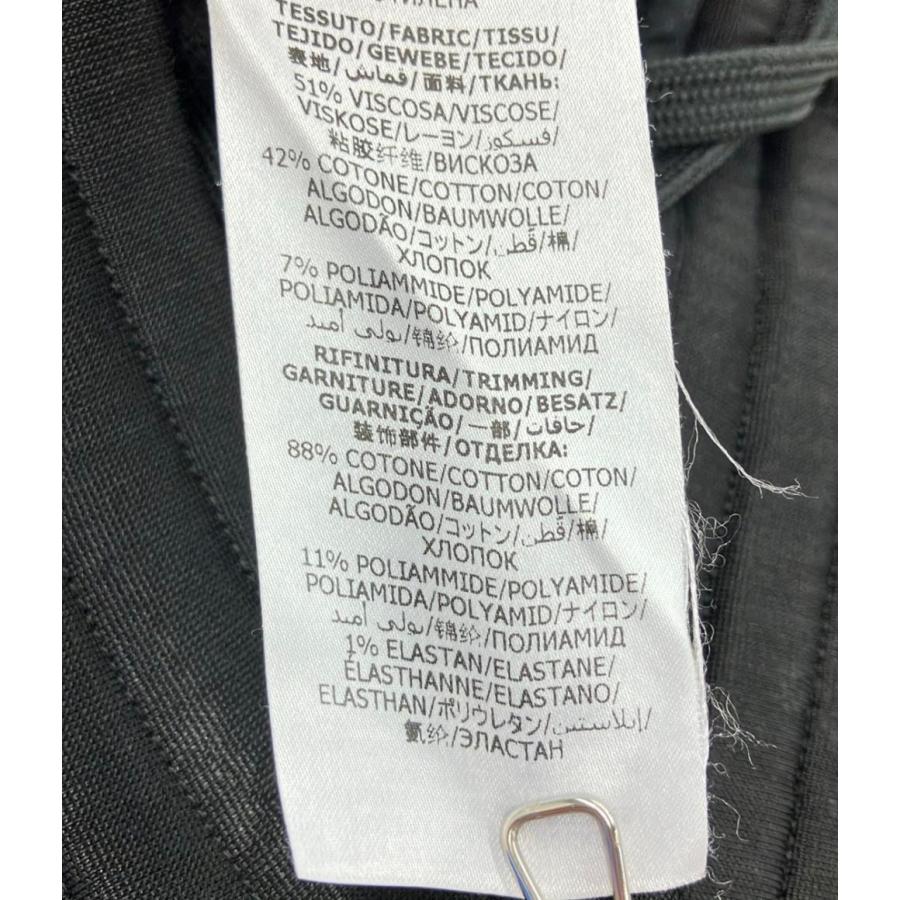 TESSUTO/FABRIC/TISSU/
TEJIDO/GEWEBE/TECIDO/
表地/قماش/面料/ТКАНЬ:
51% VISCOSA/VISCOSE/
VISKOSE/レーヨン/فسكوز/
粘胶纤维/ВИСКОЗА
42% COTONE/COTTON/COTON/
ALGODON/BAUMWOLLE/
ALGODÃO/コットン/قطن/棉/
ХЛОПОК
7% POLIAMMIDE/POLYAMIDE/
POLIAMIDA/POLYAMID/ナイロン/
بولي أميد/锦纶/ПОЛИАМИД
RIFINITURA/TRIMMING/
GARNITURE/ADORNO/BESATZ/
GUARNIÇÃO/一部/حافات/
装饰部件/ОТДЕЛКА:
88% COTONE/COTTON/COTON/
ALGODON/BAUMWOLLE/
ALGODÃO/コットン/قطن/棉/
ХЛОПОК
11% POLIAMMIDE/POLYAMIDE/
POLIAMIDA/POLYAMID/ナイロン/
بولي أميد/锦纶/ПОЛИАМИД
1% ELASTAN/ELASTANE/
ÉLASTHANNE/ELASTANO/
ELASTHAN/ポリウレタン/إيلاستين/
氨纶/ЭЛАСТАН